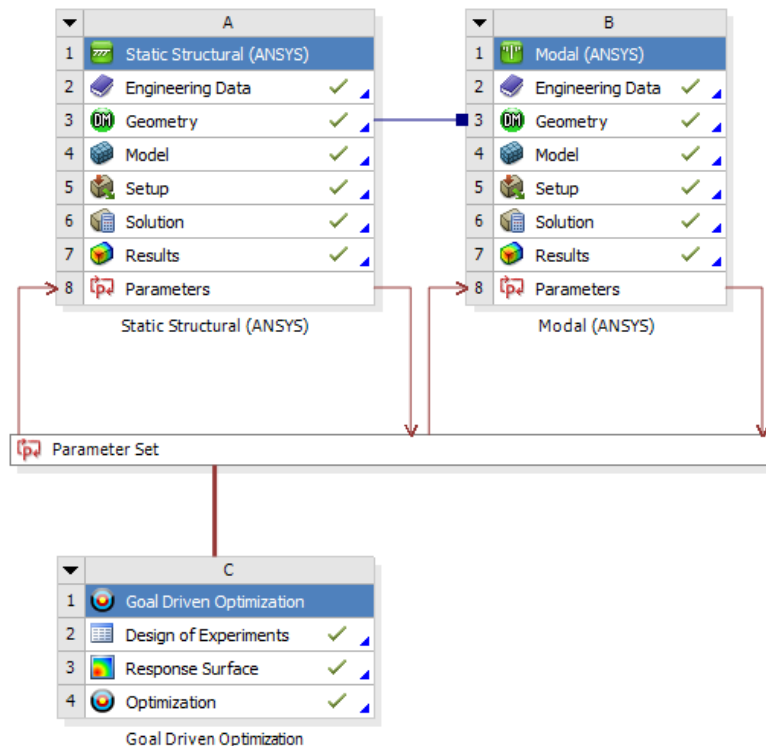 A
1 Static Structural (ANSYS)
2 Engineering Data
3 DM Geometry
4 Model
5 Setup
6 Solution
7 Results
8 Parameters
Static Structural (ANSYS)
B
1 Modal (ANSYS)
2 Engineering Data
3 DM Geometry
4 Model
5 Setup
6 Solution
7 Results
8 Parameters
Modal (ANSYS)
Parameter Set
C
1 Goal Driven Optimization
2 Design of Experiments
3 Response Surface
4 Optimization
Goal Driven Optimization